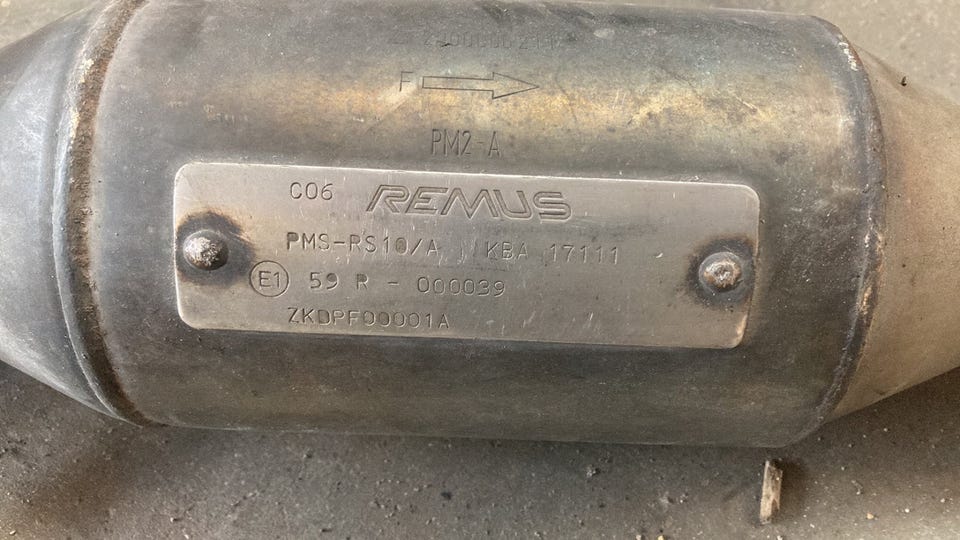 F
PM2-A
C06 REMUS
PMS-RS10/A KBA 17111
E1 59 R - 000039
ZKDPF00001A